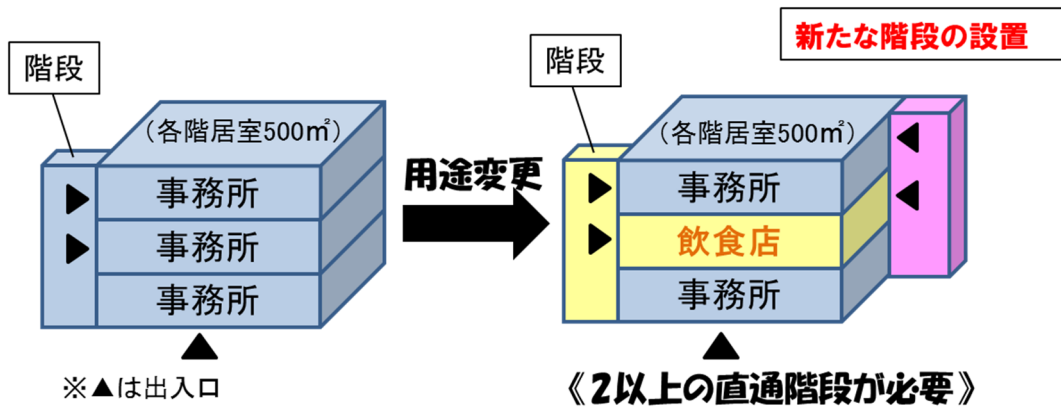 新たな階段の設置
階段
(各階居室500㎡)
事務所
事務所
事務所
※▲は出入口
用途変更
階段
(各階居室500㎡)
事務所
飲食店
事務所
《2以上の直通階段が必要》